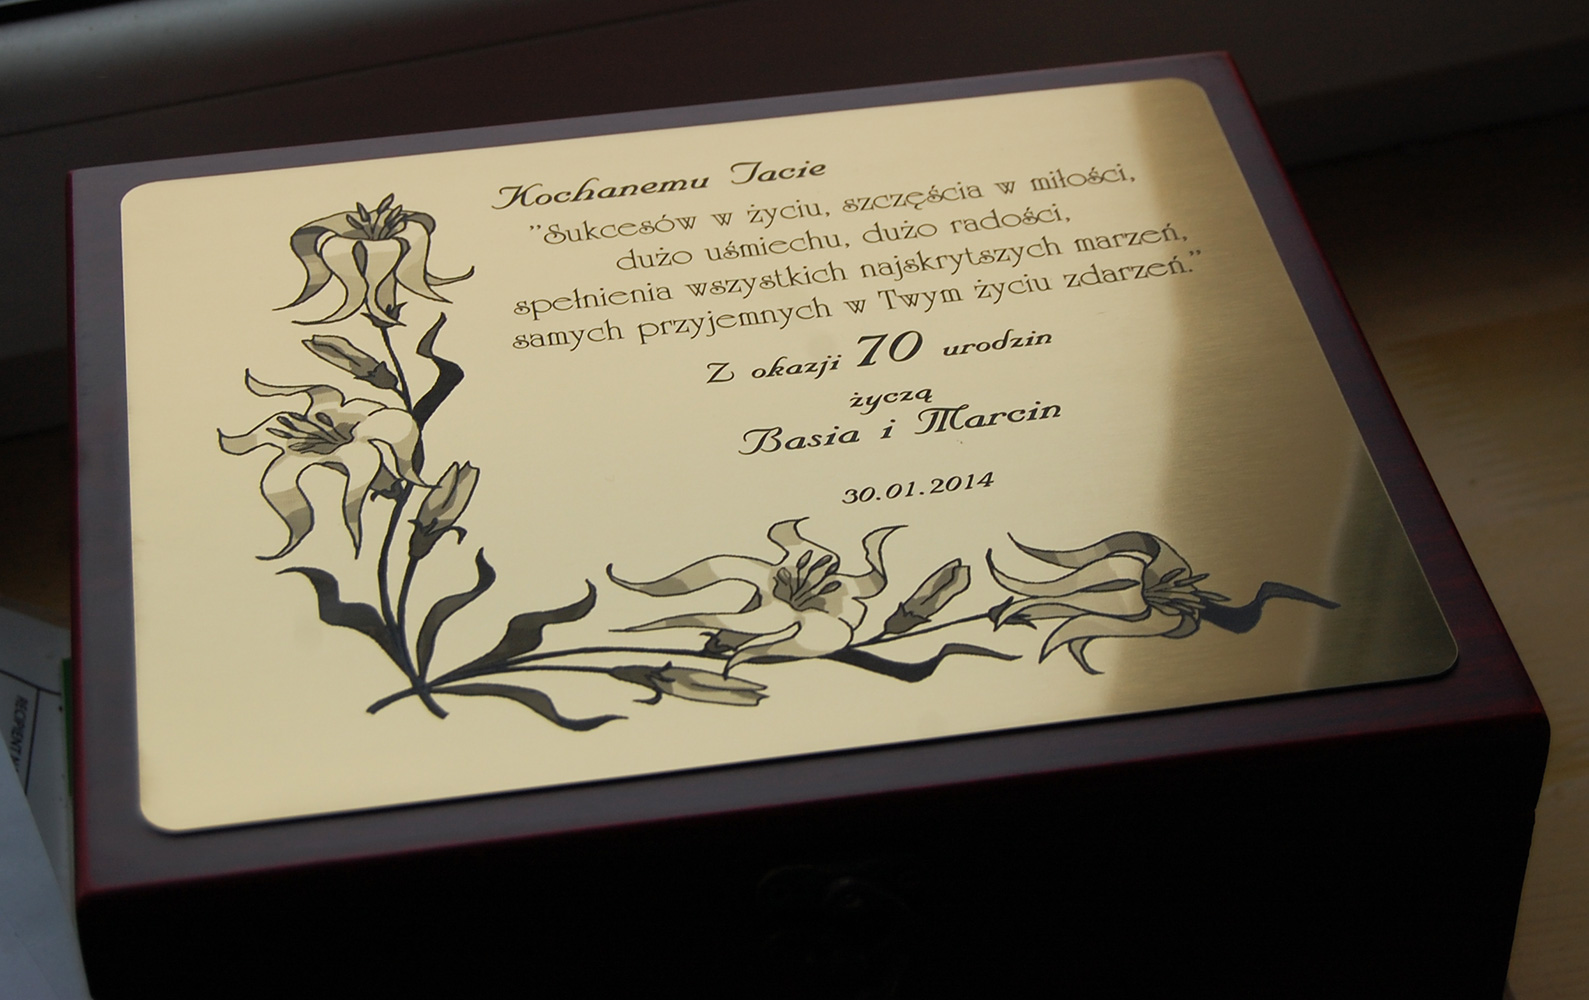 Kochanemu Tacie
”Sukcesów w życiu, szczęścia w miłości,
dużo uśmiechu, dużo radości,
spełnienia wszystkich najskrytszych marzeń,
samych przyjemnych w Twym życiu zdarzeń.”
Z okazji 70 urodzin
życzą
Basia i Marcin
30.01.2014